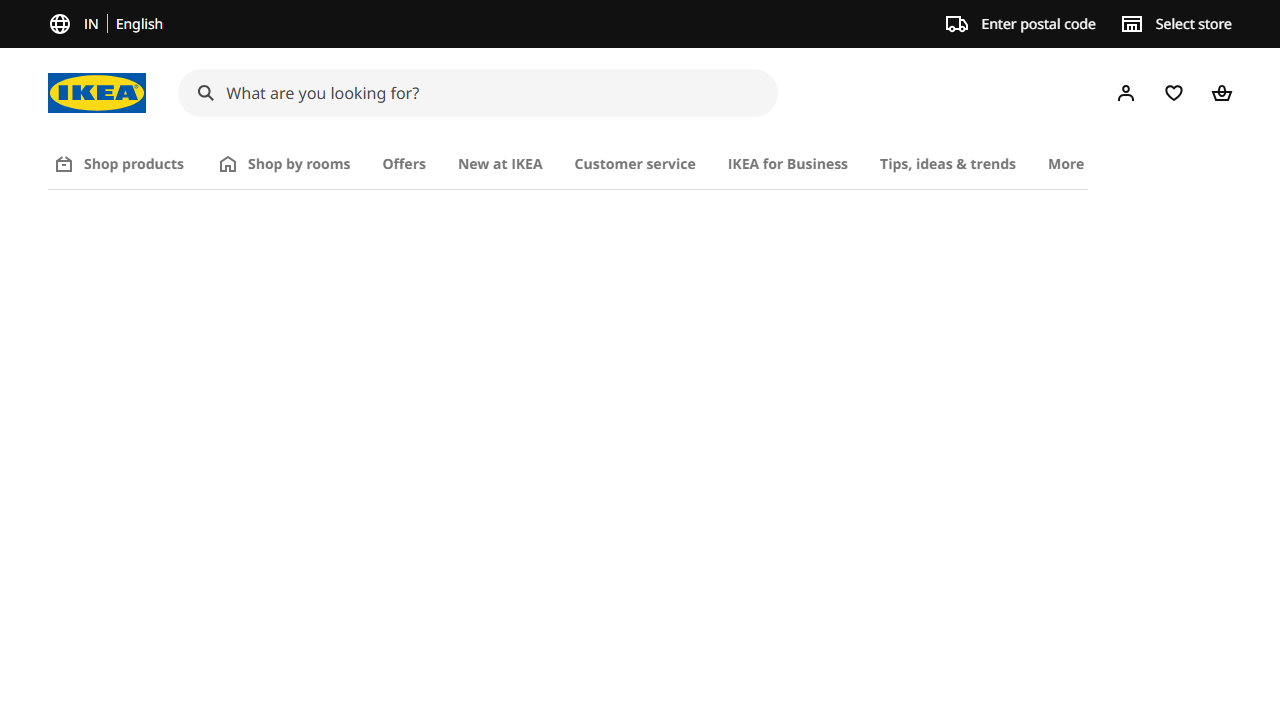 IN English
Enter postal code
Select store
IKEA
What are you looking for?
Shop products
Shop by rooms
Offers
New at IKEA
Customer service
IKEA for Business
Tips, ideas & trends
More